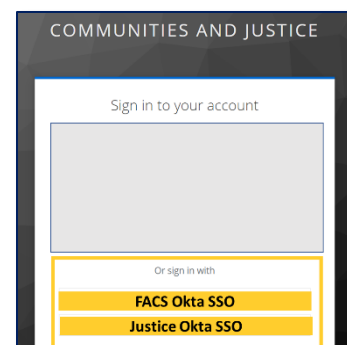 COMMUNITIES AND JUSTICE
Sign in to your account
Or sign in with
FACS Okta SSO
Justice Okta SSO